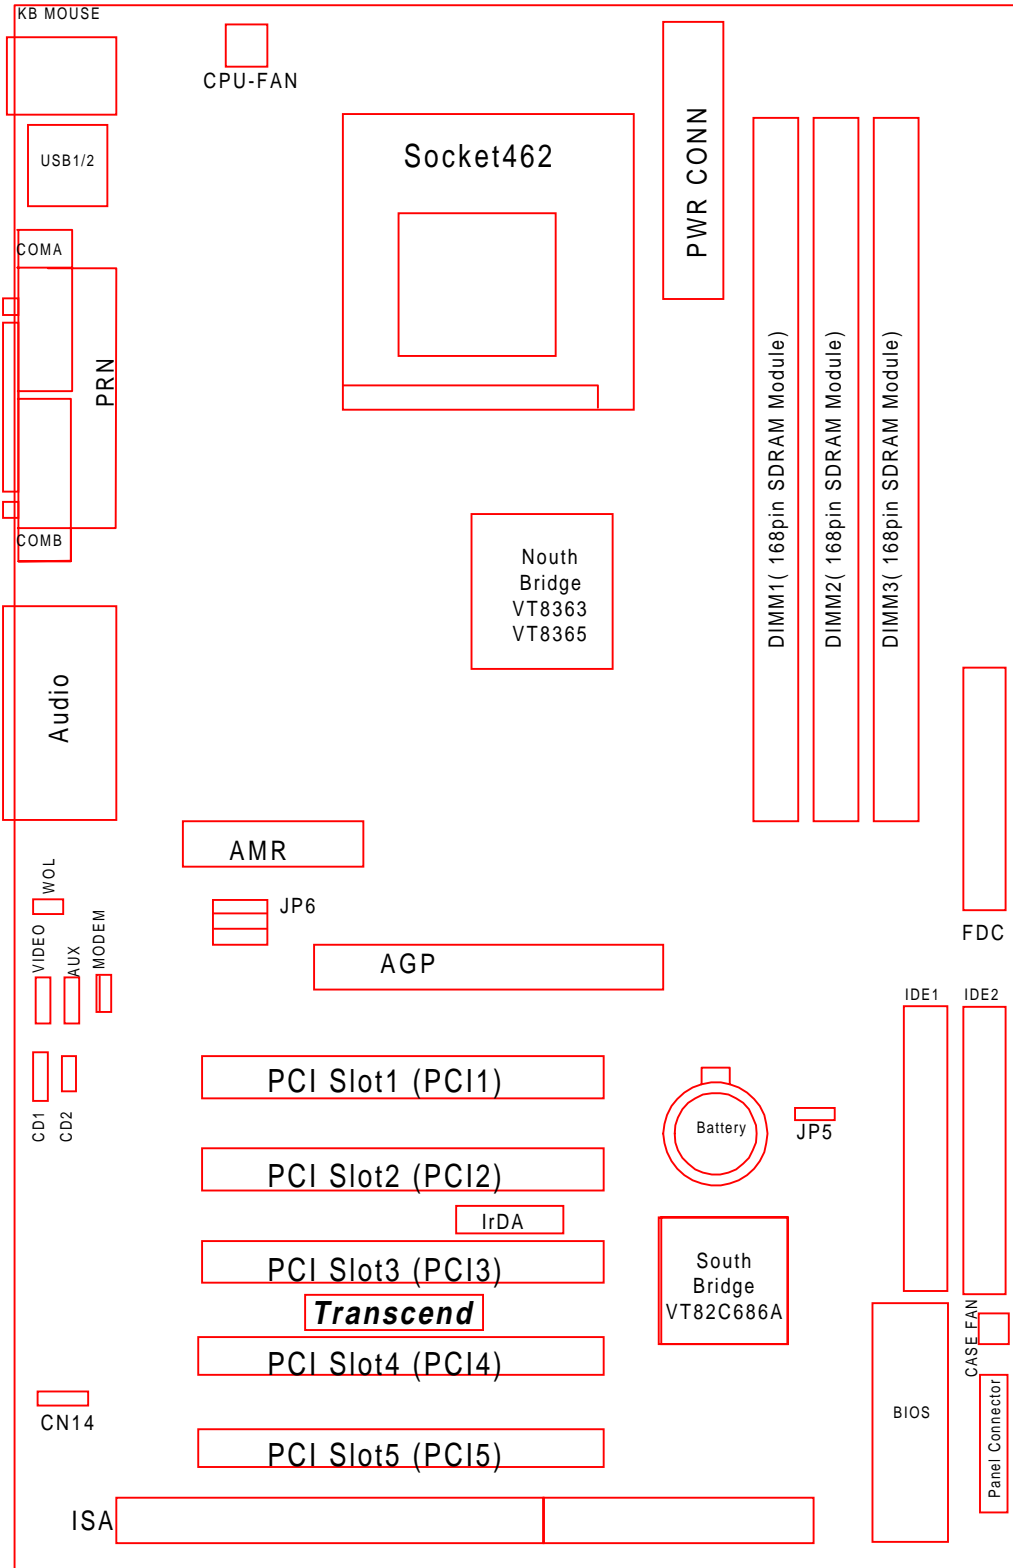 KB MOUSE
CPU-FAN
USB1/2
Socket462
PWR CONN
COMA
PRN
COMB
DIMM1( 168pin SDRAM Module)
DIMM2( 168pin SDRAM Module)
DIMM3( 168pin SDRAM Module)
Nouth
Bridge
VT8363
VT8365
Audio
AMR
WOL
JP6
VIDEO
AUX
MODEM
FDC
AGP
IDE1
IDE2
PCI Slot1 (PCI1)
CD1
CD2
Battery
JP5
PCI Slot2 (PCI2)
IrDA
PCI Slot3 (PCI3)
South
Bridge
VT82C686A
Transcend
CASE FAN
PCI Slot4 (PCI4)
CN14
BIOS
Panel Connector
PCI Slot5 (PCI5)
ISA